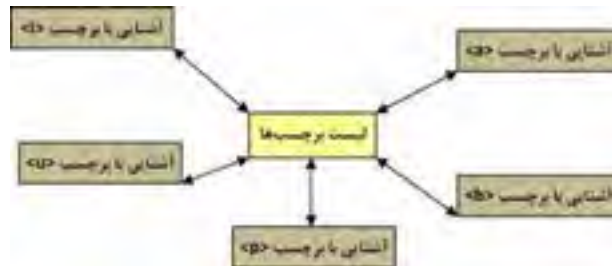 آشنایی با برچسب <i>
آشنایی با برچسب <a>
لیست برچسب‌ها
آشنایی با برچسب <u>
آشنایی با برچسب <b>
آشنایی با برچسب <p>